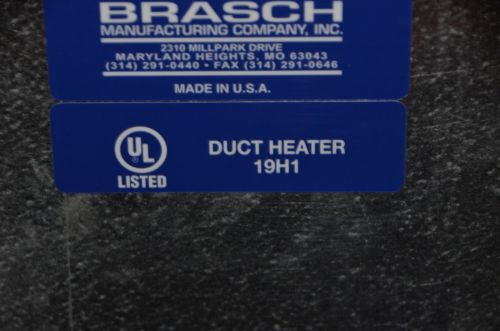 BRASCH
MANUFACTURING COMPANY, INC.
2310 MILLPARK DRIVE
MARYLAND HEIGHTS, MO 63043
(314) 291-0440 • FAX (314) 291-0646
MADE IN U.S.A.
UL
LISTED
DUCT HEATER
19H1